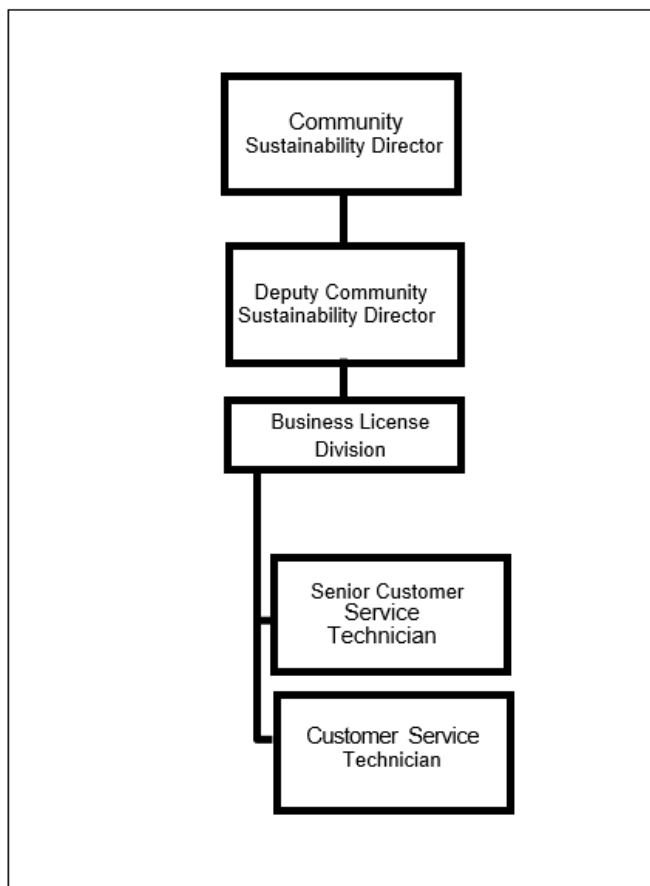 Community
Sustainability Director
Deputy Community
Sustainability Director
Business License
Division
Senior Customer
Service
Technician
Customer Service
Technician